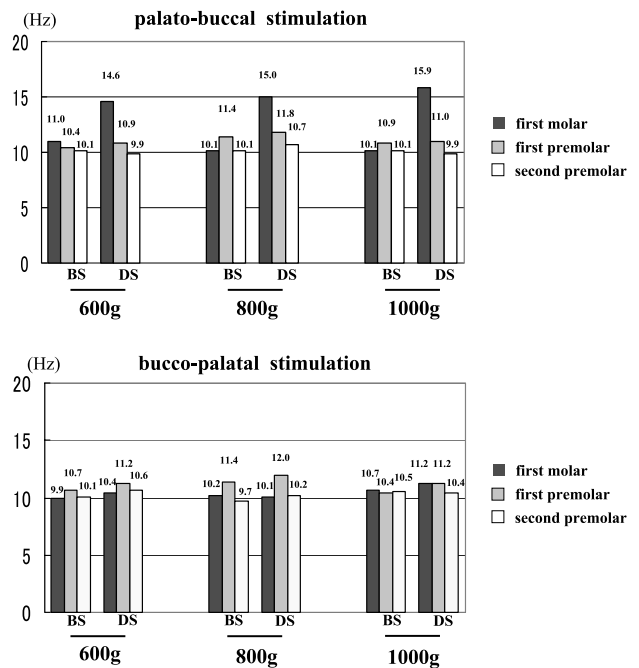 (Hz) palato-buccal stimulation
20
15
10
5
0
11.0 10.4 10.1 14.6 10.9 9.9
10.1 11.4 10.1 15.0 11.8 10.7
10.1 10.9 10.1 15.9 11.0 9.9
BS DS BS DS BS DS
600g 800g 1000g
first molar
first premolar
second premolar
(Hz) bucco-palatal stimulation
20
15
10
5
0
9.9 10.7 10.1 10.4 11.2 10.6
10.2 11.4 9.7 10.1 12.0 10.2
10.7 10.4 10.5 11.2 11.2 10.4
BS DS BS DS BS DS
600g 800g 1000g
first molar
first premolar
second premolar